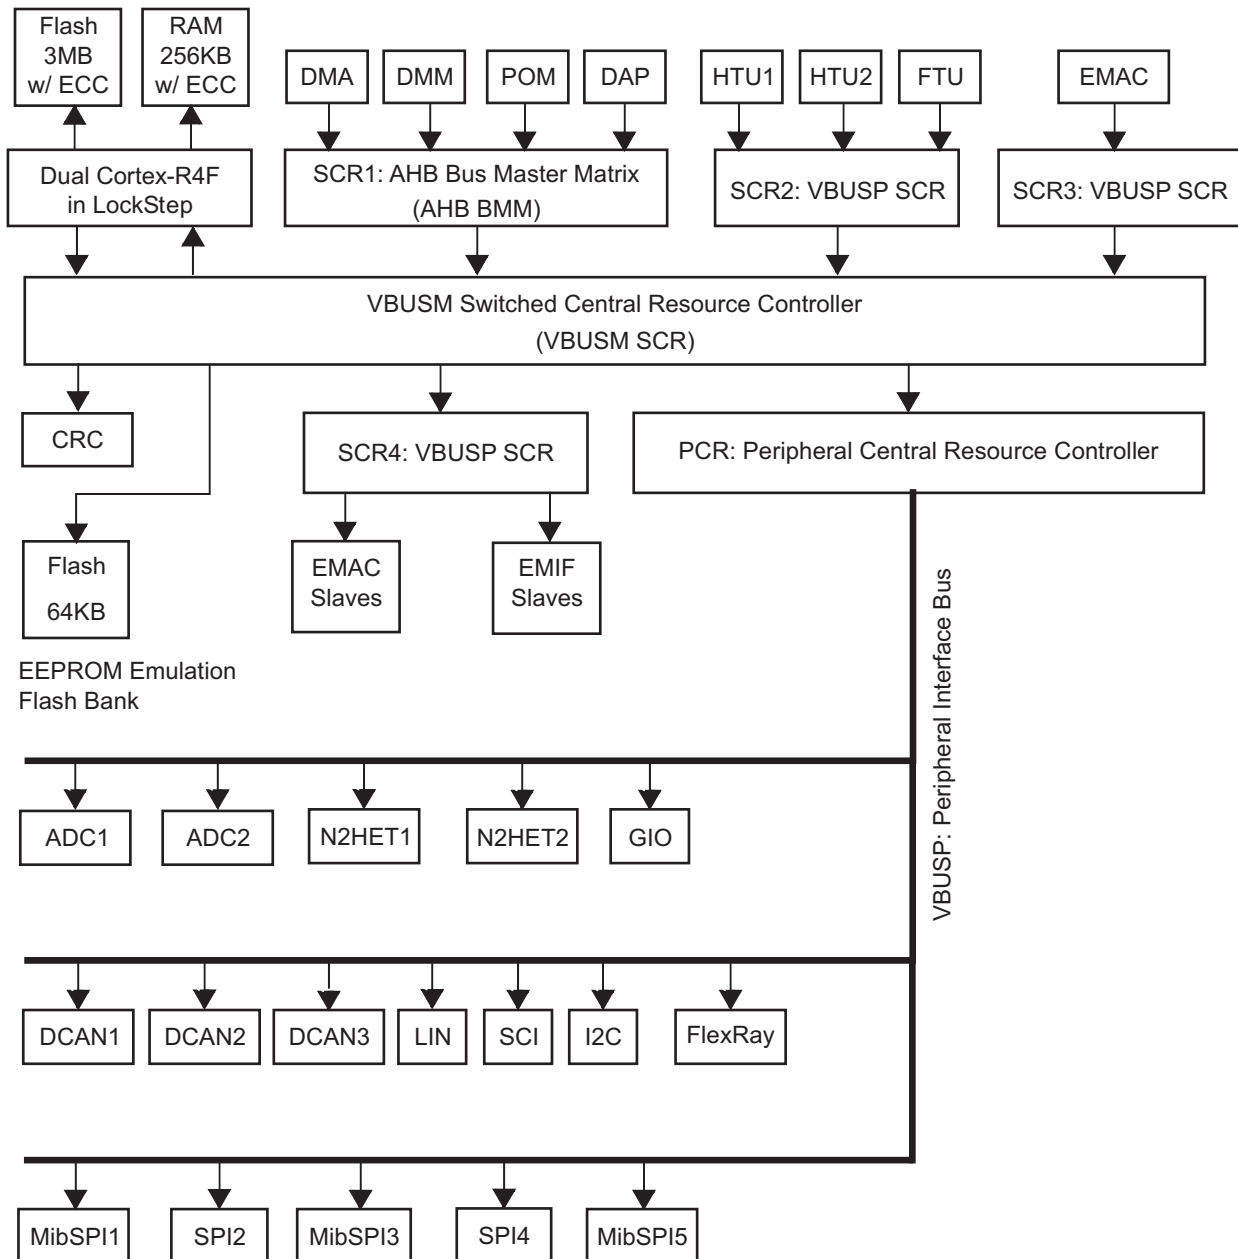 Flash
3MB
w/ ECC
RAM
256KB
w/ ECC
DMA
DMM
POM
DAP
HTU1
HTU2
FTU
EMAC
Dual Cortex-R4F
in LockStep
SCR1: AHB Bus Master Matrix
(AHB BMM)
SCR2: VBUSP SCR
SCR3: VBUSP SCR
VBUSM Switched Central Resource Controller
(VBUSM SCR)
CRC
SCR4: VBUSP SCR
PCR: Peripheral Central Resource Controller
Flash
64KB
EMAC
Slaves
EMIF
Slaves
EEPROM Emulation
Flash Bank
VBUSP: Peripheral Interface Bus
ADC1
ADC2
N2HET1
N2HET2
GIO
DCAN1
DCAN2
DCAN3
LIN
SCI
I2C
FlexRay
MibSPI1
SPI2
MibSPI3
SPI4
MibSPI5